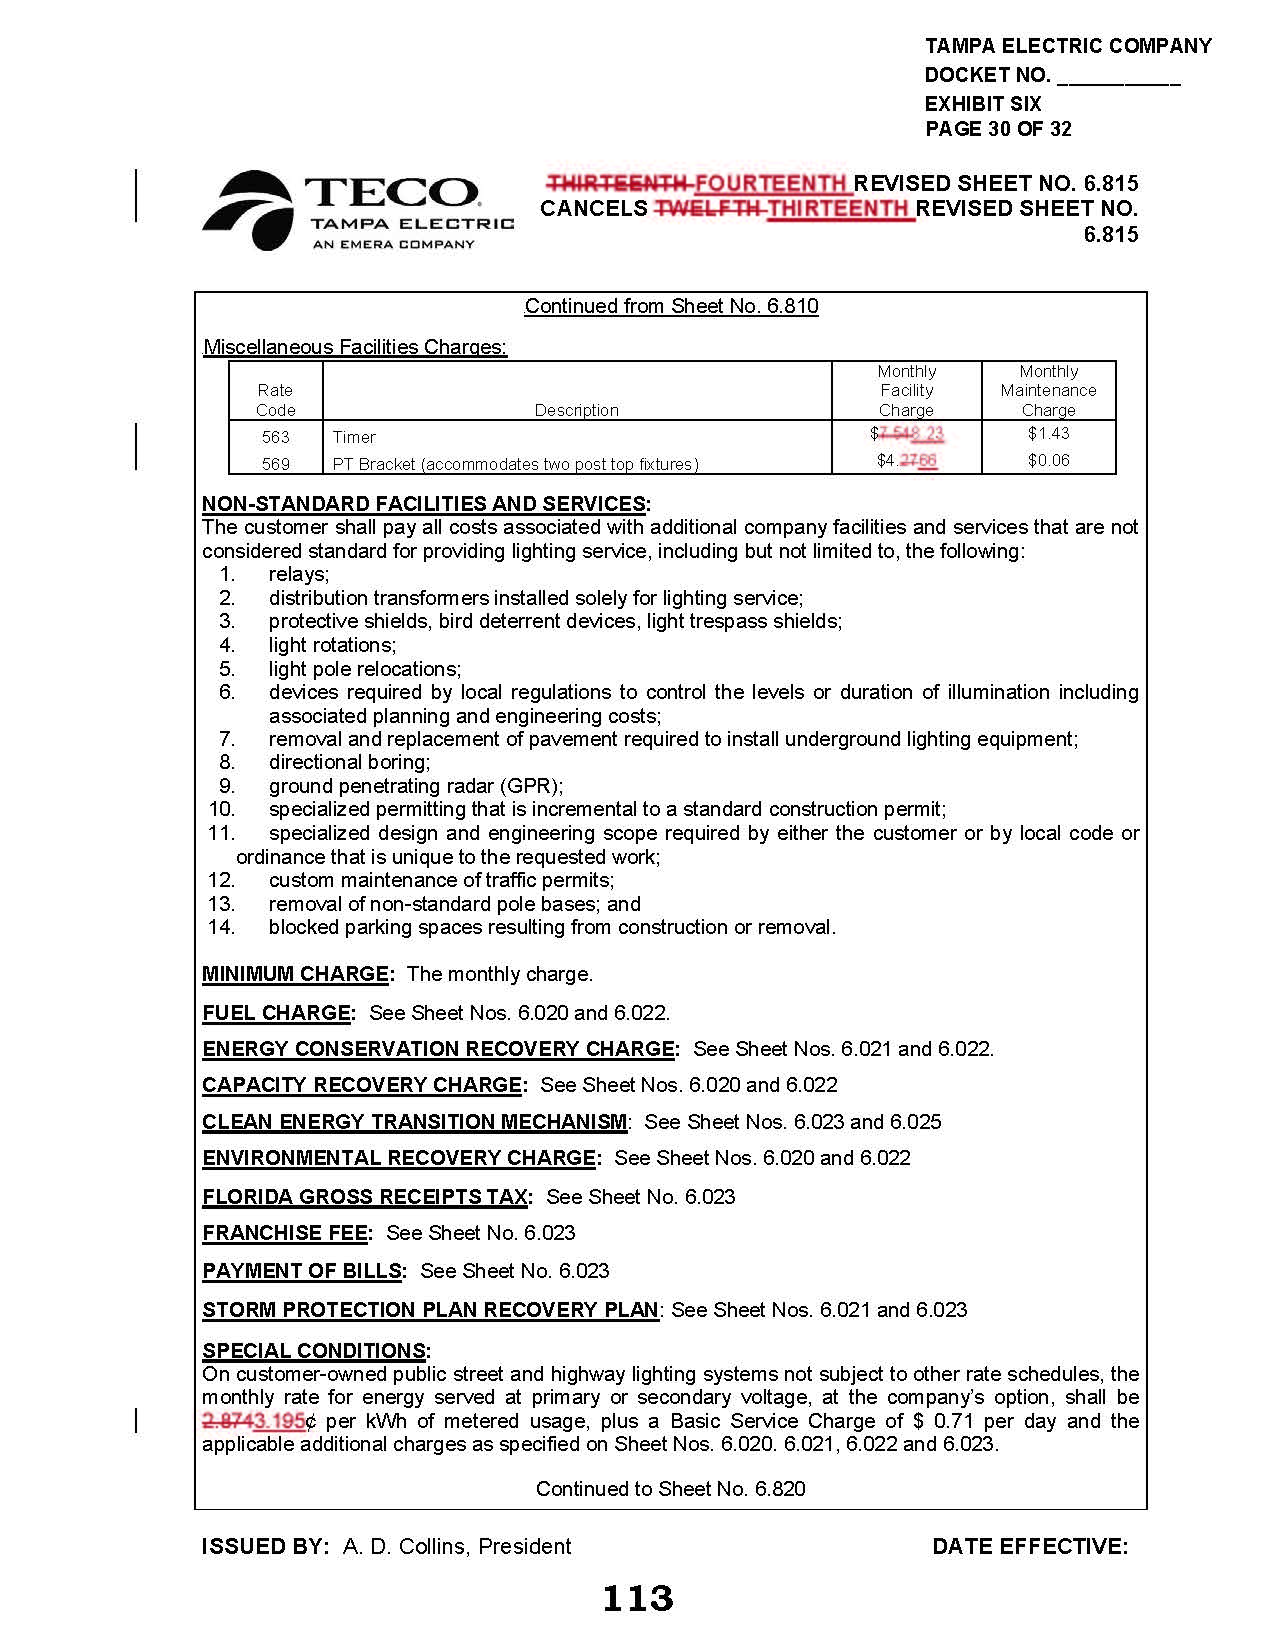 TAMPA ELECTRIC COMPANY
DOCKET NO. ___________
EXHIBIT SIX
PAGE 30 OF 32
TECO®
TAMPA ELECTRIC
AN EMERA COMPANY
THIRTEENTH FOURTEENTH REVISED SHEET NO. 6.815
CANCELS TWELFTH THIRTEENTH REVISED SHEET NO.
6.815
Continued from Sheet No. 6.810
Miscellaneous Facilities Charges:
Rate Code Description Monthly Facility Charge Monthly Maintenance Charge
563 Timer $7.548.23 $1.43
569 PT Bracket (accommodates two post top fixtures) $4.2766 $0.06
NON-STANDARD FACILITIES AND SERVICES:
The customer shall pay all costs associated with additional company facilities and services that are not
considered standard for providing lighting service, including but not limited to, the following:
1. relays;
2. distribution transformers installed solely for lighting service;
3. protective shields, bird deterrent devices, light trespass shields;
4. light rotations;
5. light pole relocations;
6. devices required by local regulations to control the levels or duration of illumination including
associated planning and engineering costs;
7. removal and replacement of pavement required to install underground lighting equipment;
8. directional boring;
9. ground penetrating radar (GPR);
10. specialized permitting that is incremental to a standard construction permit;
11. specialized design and engineering scope required by either the customer or by local code or
ordinance that is unique to the requested work;
12. custom maintenance of traffic permits;
13. removal of non-standard pole bases; and
14. blocked parking spaces resulting from construction or removal.
MINIMUM CHARGE: The monthly charge.
FUEL CHARGE: See Sheet Nos. 6.020 and 6.022.
ENERGY CONSERVATION RECOVERY CHARGE: See Sheet Nos. 6.021 and 6.022.
CAPACITY RECOVERY CHARGE: See Sheet Nos. 6.020 and 6.022
CLEAN ENERGY TRANSITION MECHANISM: See Sheet Nos. 6.023 and 6.025
ENVIRONMENTAL RECOVERY CHARGE: See Sheet Nos. 6.020 and 6.022
FLORIDA GROSS RECEIPTS TAX: See Sheet No. 6.023
FRANCHISE FEE: See Sheet No. 6.023
PAYMENT OF BILLS: See Sheet No. 6.023
STORM PROTECTION PLAN RECOVERY PLAN: See Sheet Nos. 6.021 and 6.023
SPECIAL CONDITIONS:
On customer-owned public street and highway lighting systems not subject to other rate schedules, the
monthly rate for energy served at primary or secondary voltage, at the company's option, shall be
2.8743.195¢ per kWh of metered usage, plus a Basic Service Charge of $ 0.71 per day and the
applicable additional charges as specified on Sheet Nos. 6.020. 6.021, 6.022 and 6.023.
Continued to Sheet No. 6.820
ISSUED BY: A. D. Collins, President DATE EFFECTIVE:
113